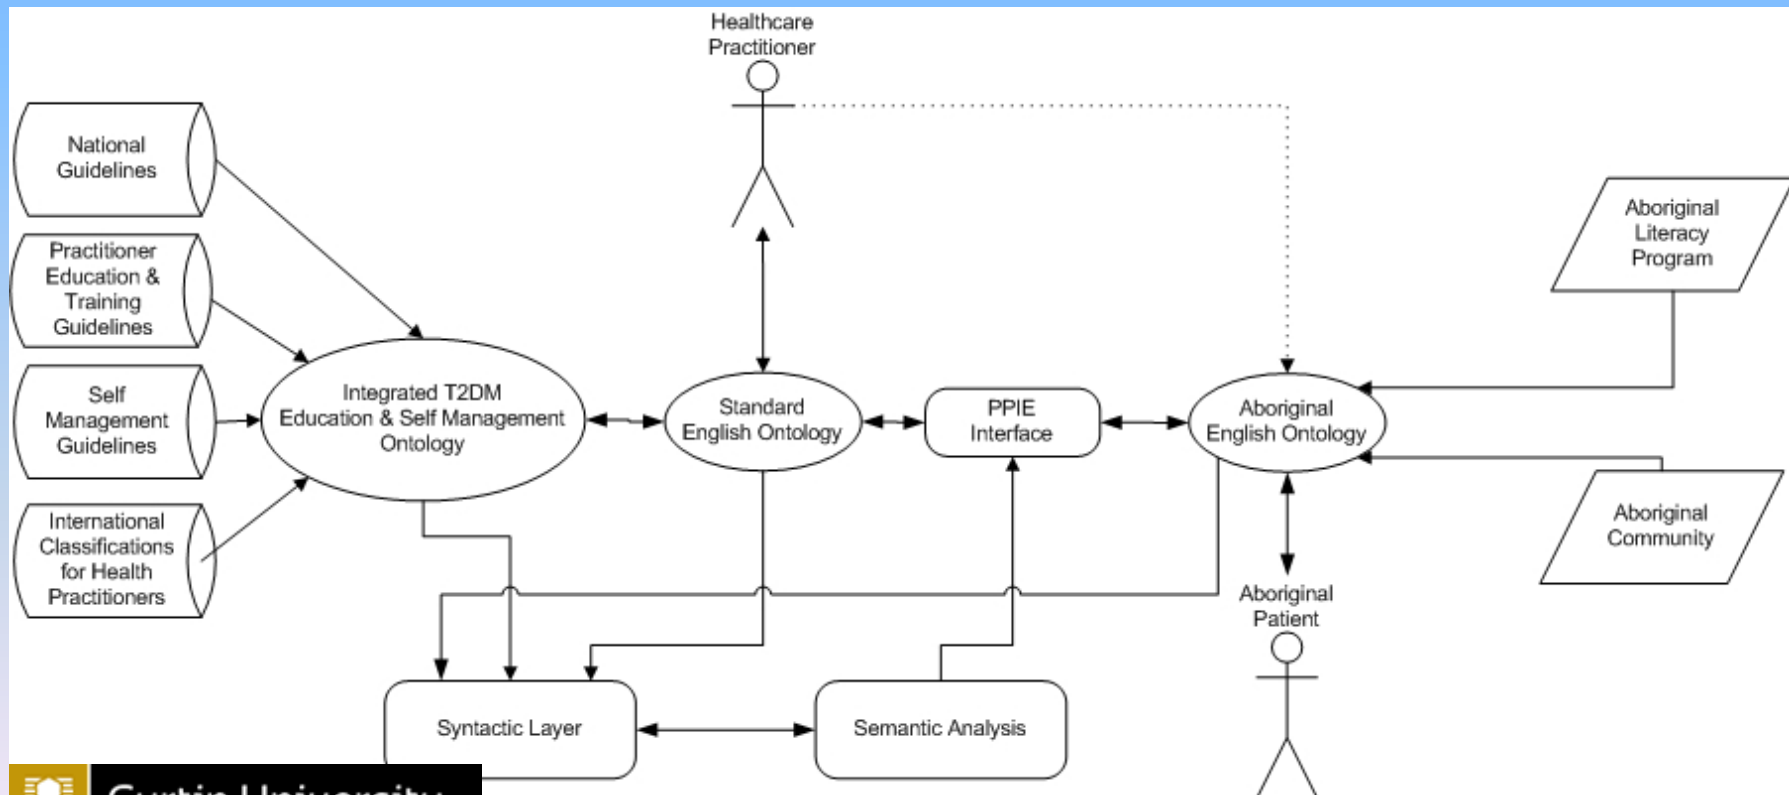 Healthcare
Practitioner
National
Guidelines
Practitioner
Education &
Training
Guidelines
Self
Management
Guidelines
International
Classifications
for Health
Practitioners
Integrated T2DM
Education & Self Management
Ontology
Standard
English Ontology
PPIE
Interface
Aboriginal
English Ontology
Aboriginal
Literacy
Program
Aboriginal
Community
Aboriginal
Patient
Syntactic Layer
Semantic Analysis
Curtin University